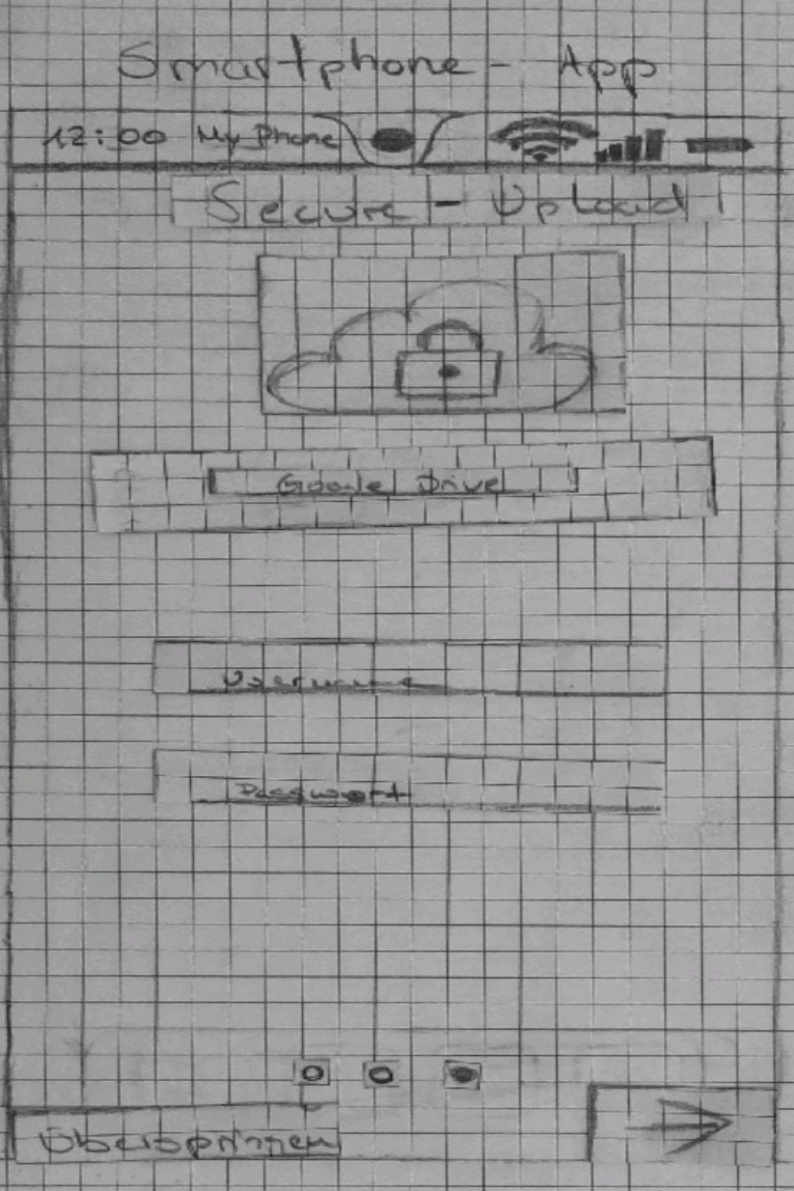 Smartphone - App
12:00 My Phone
Secure - Upload
Google Drive
Username
Passwort
Überspringen